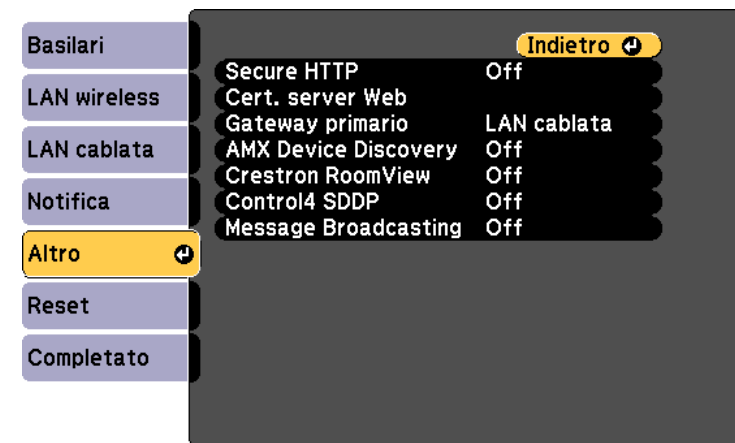 Basilari
LAN wireless
LAN cablata
Notifica
Altro
Reset
Completato
Indietro
Secure HTTP Off
Cert. server Web
Gateway primario LAN cablata
AMX Device Discovery Off
Crestron RoomView Off
Control4 SDDP Off
Message Broadcasting Off